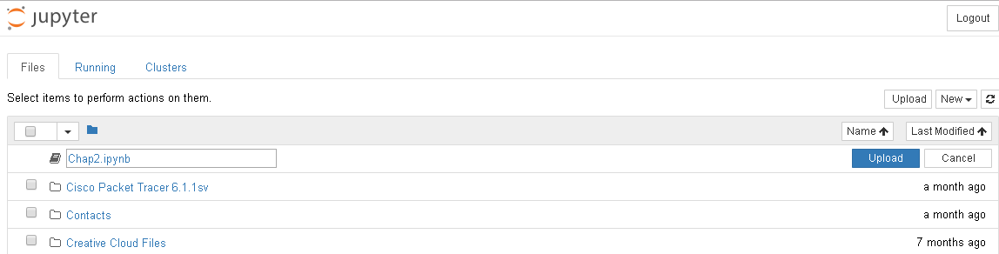 jupyter
Logout
Files Running Clusters
Select items to perform actions on them.
Upload New
Name Last Modified
Chap2.ipynb Upload Cancel
Cisco Packet Tracer 6.1.1sv a month ago
Contacts a month ago
Creative Cloud Files 7 months ago